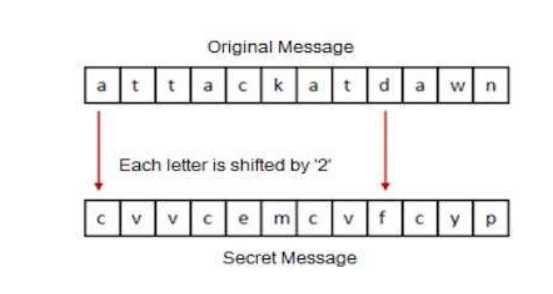 Original Message
a t t a c k a t d a w n
Each letter is shifted by '2'
c v v c e m c v f c y p
Secret Message